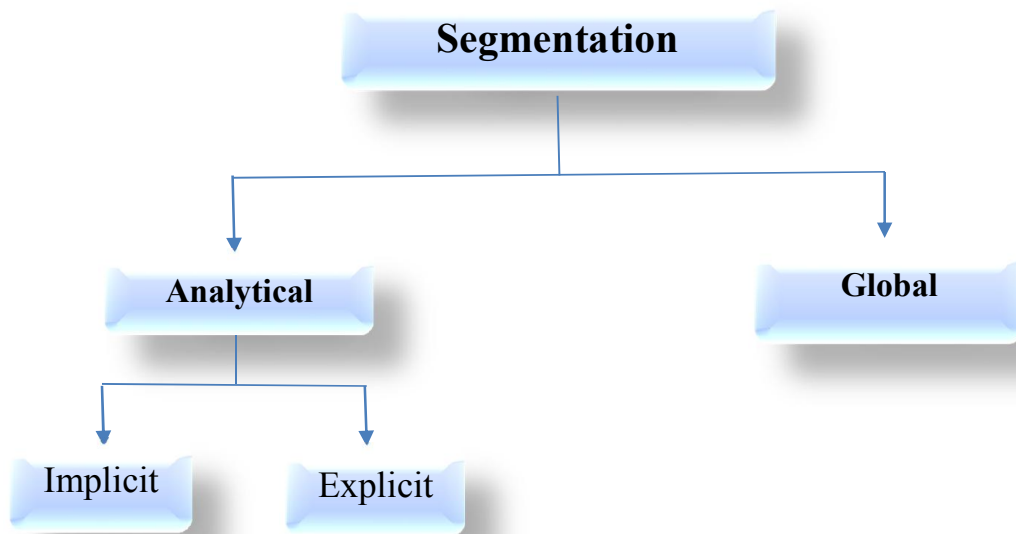 Segmentation
Analytical
Global
Implicit
Explicit